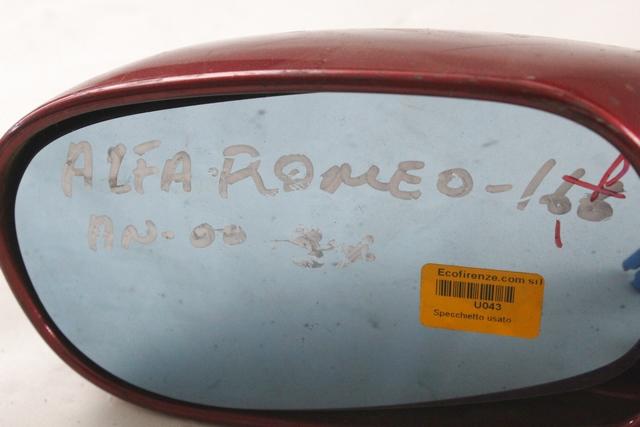 ALFA-ROMEO-166
AN-00
Ecofirenze.com srl
U043
Specchietto usato